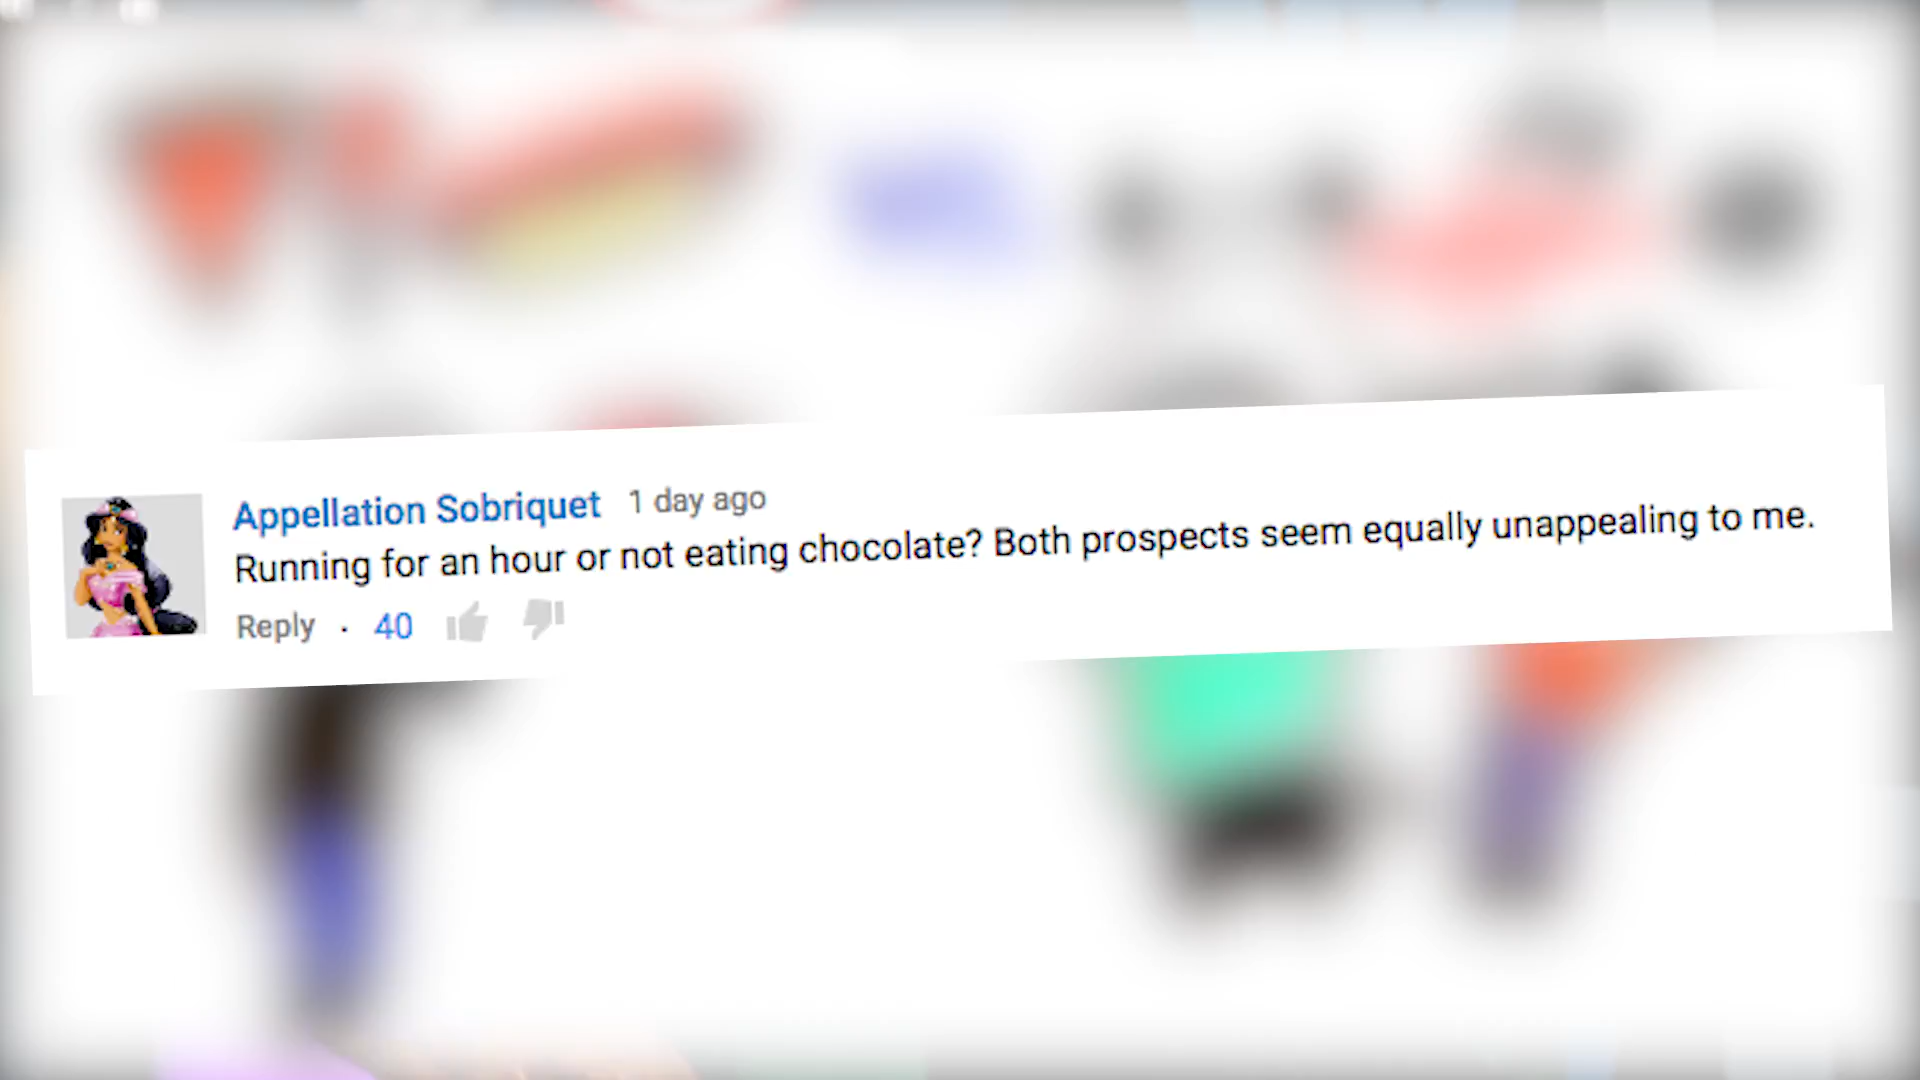 Appellation Sobriquet 1 day ago
Running for an hour or not eating chocolate? Both prospects seem equally unappealing to me.
Reply · 40